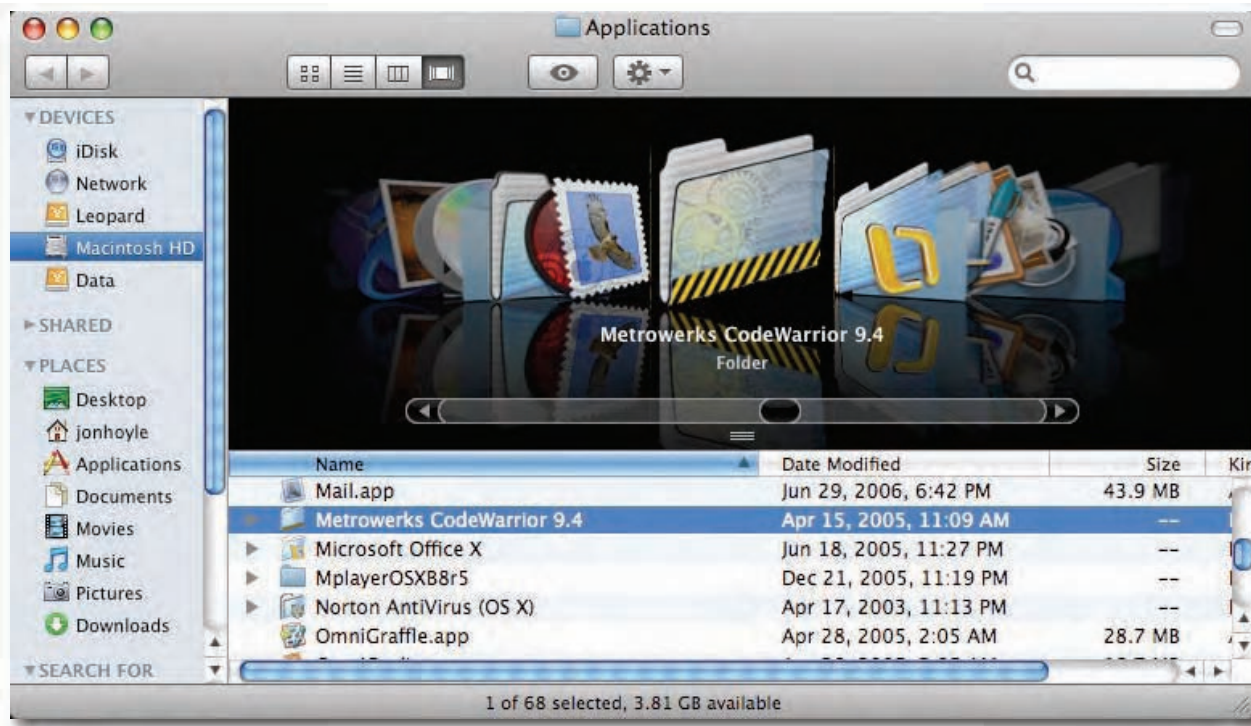 Applications
DEVICES
iDisk
Network
Leopard
Macintosh HD
Data
SHARED
PLACES
Desktop
jonhoyle
Applications
Documents
Movies
Music
Pictures
Downloads
SEARCH FOR
Metrowerks CodeWarrior 9.4
Folder
Name Date Modified Size
Mail.app Jun 29, 2006, 6:42 PM 43.9 MB
Metrowerks CodeWarrior 9.4 Apr 15, 2005, 11:09 AM --
Microsoft Office X Jun 18, 2005, 11:27 PM --
MplayerOSXB8r5 Dec 21, 2005, 11:19 PM --
Norton AntiVirus (OS X) Apr 17, 2003, 11:13 PM --
OmniGraffle.app Apr 28, 2005, 2:05 AM 28.7 MB
1 of 68 selected, 3.81 GB available